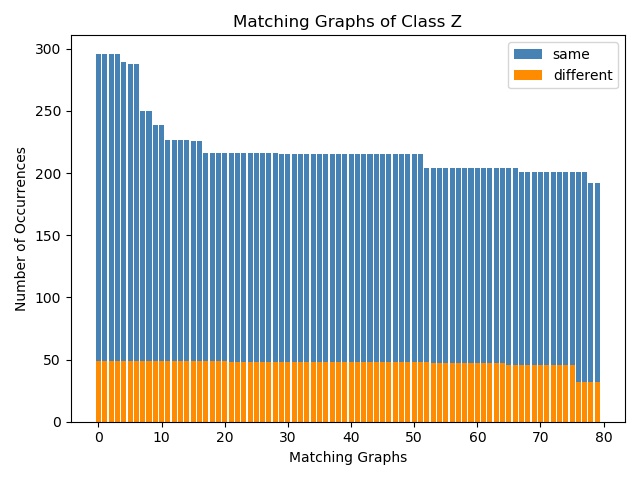 Matching Graphs of Class Z
same
different
Number of Occurrences
300
250
200
150
100
50
0
0 10 20 30 40 50 60 70 80
Matching Graphs